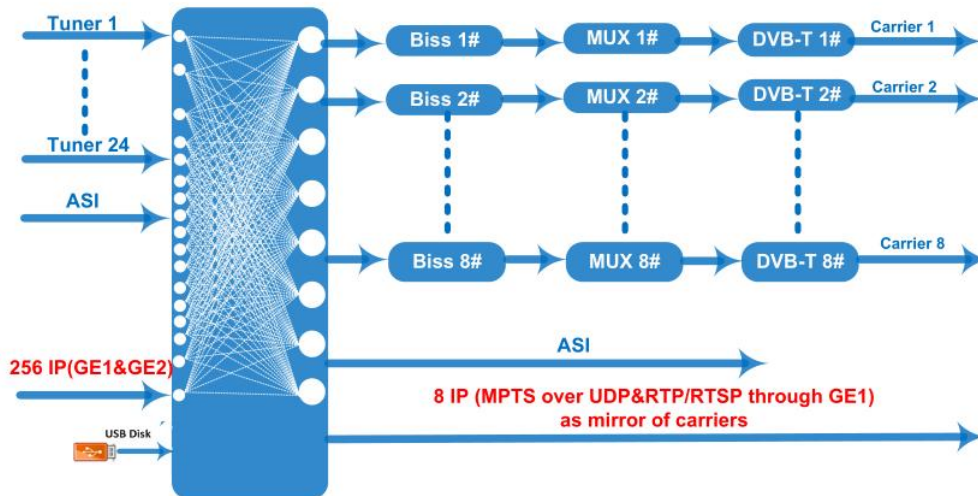 Tuner 1
Biss 1#
MUX 1#
DVB-T 1#
Carrier 1
Biss 2#
MUX 2#
DVB-T 2#
Carrier 2
Tuner 24
ASI
Biss 8#
MUX 8#
DVB-T 8#
Carrier 8
ASI
256 IP(GE1&GE2)
8 IP (MPTS over UDP&RTP/RTSP through GE1)
as mirror of carriers
USB Disk